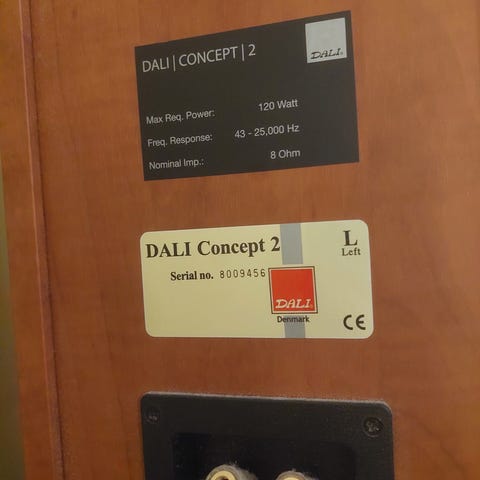 DALI | CONCEPT | 2
DALI
Max Req. Power: 120 Watt
Freq. Response: 43 - 25,000 Hz
Nominal Imp.: 8 Ohm
DALI Concept 2
L
Left
Serial no. 8009456
DALI
Denmark
CE